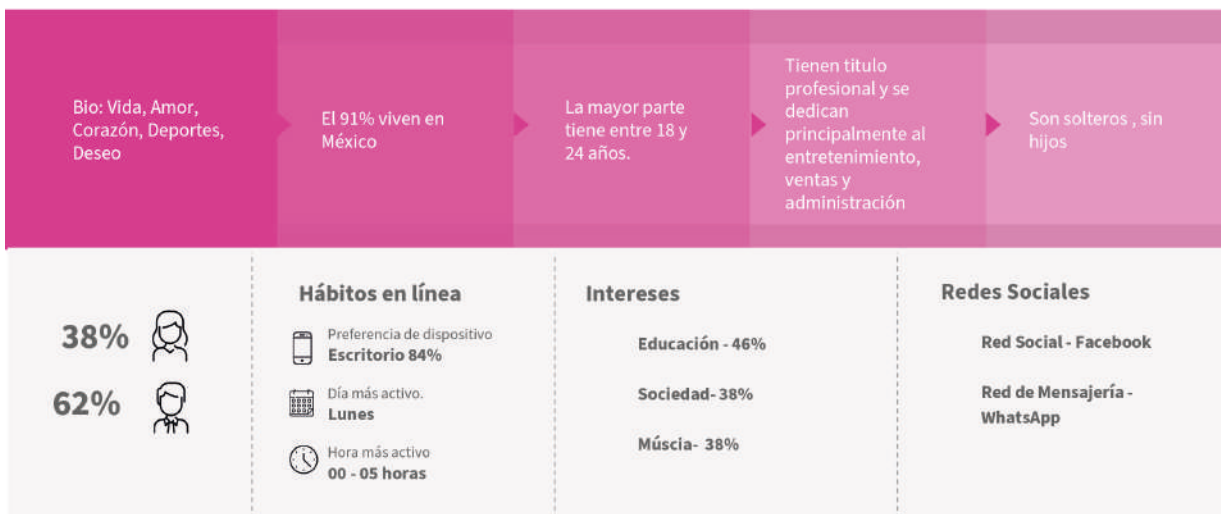 Bio: Vida, Amor,
Corazón, Deportes,
Deseo
El 91% viven en
México
La mayor parte
tiene entre 18 y
24 años.
Tienen titulo
profesional y se
dedican
principalmente al
entretenimiento,
ventas y
administración
Son solteros , sin
hijos
38%
62%
Hábitos en línea
Preferencia de dispositivo
Escritorio 84%
Día más activo.
Lunes
Hora más activo
00 - 05 horas
Intereses
Educación - 46%
Sociedad- 38%
Múscia- 38%
Redes Sociales
Red Social - Facebook
Red de Mensajería -
WhatsApp